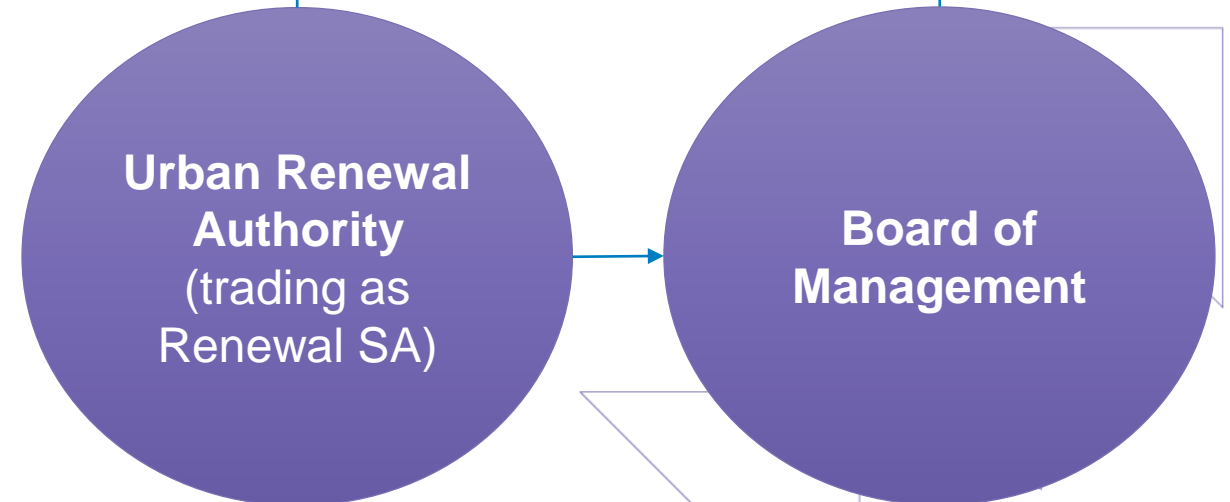 Urban Renewal
Authority
(trading as
Renewal SA)
Board of
Management